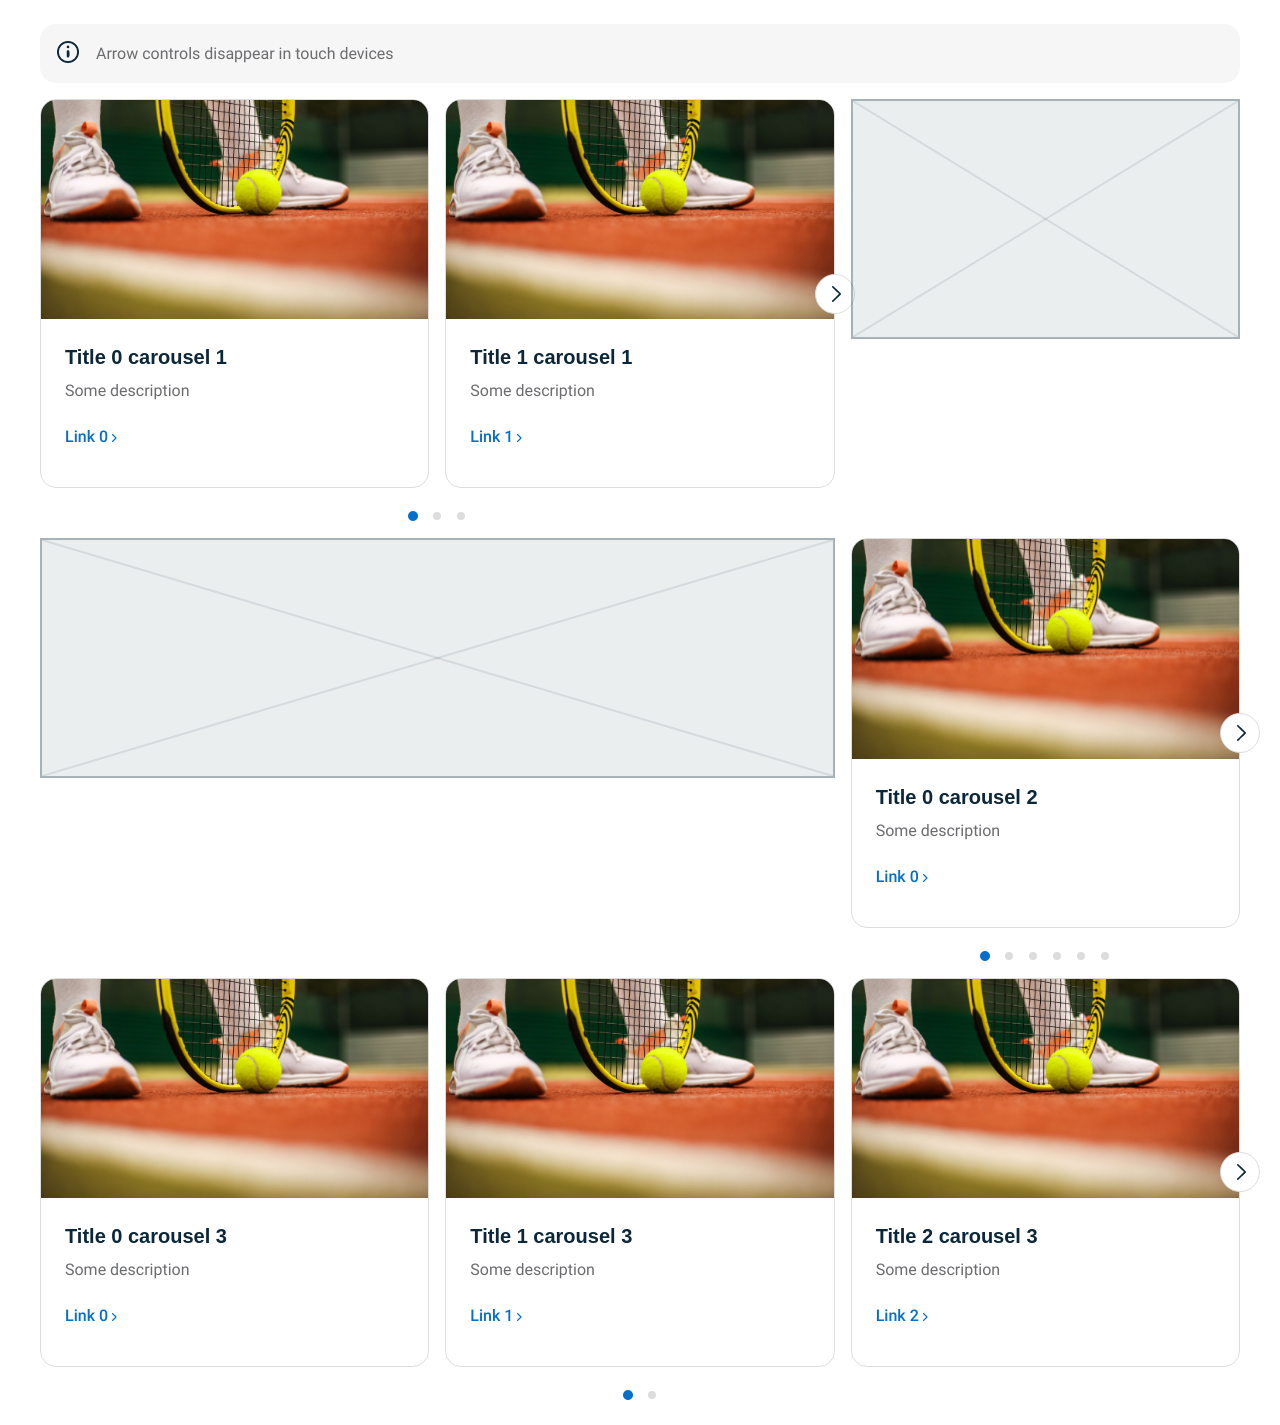 Arrow controls disappear in touch devices
Title 0 carousel 1
Some description
Link 0
Title 1 carousel 1
Some description
Link 1
Title 0 carousel 2
Some description
Link 0
Title 0 carousel 3
Some description
Link 0
Title 1 carousel 3
Some description
Link 1
Title 2 carousel 3
Some description
Link 2